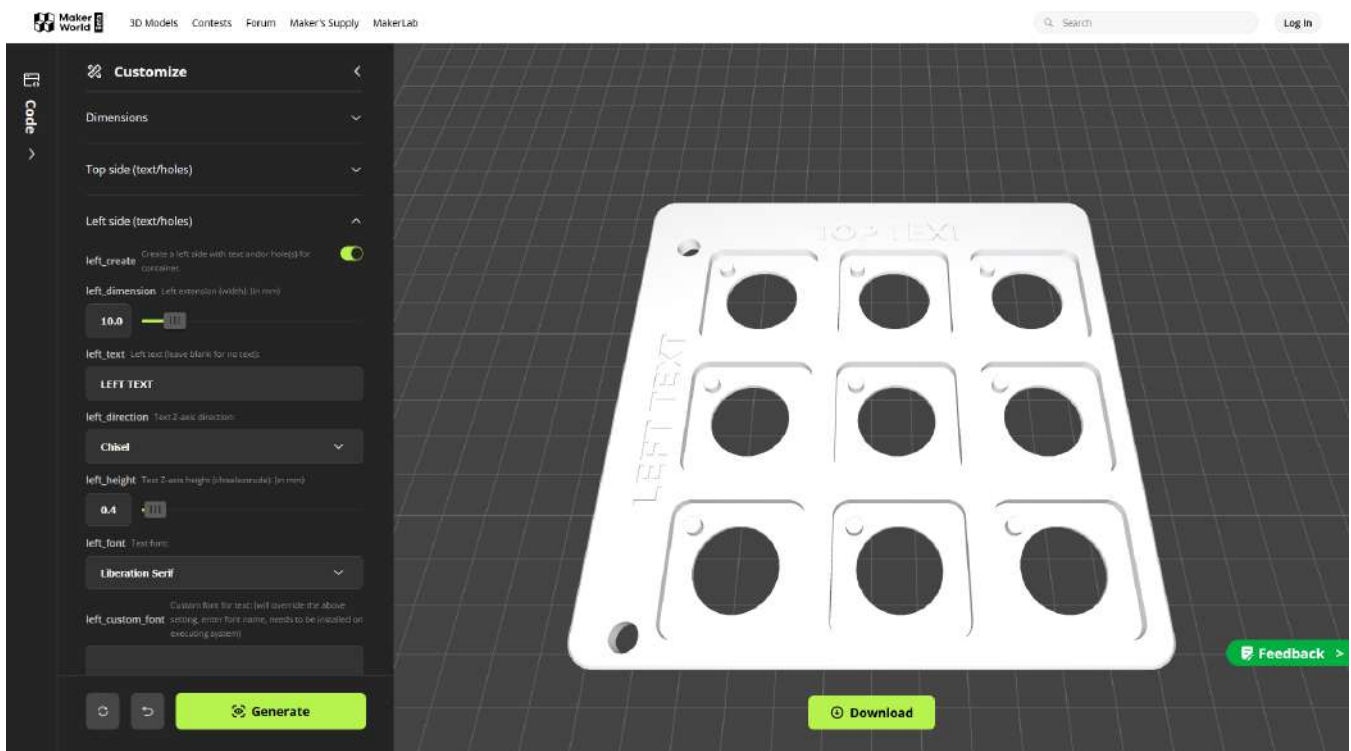 Maker World Beta
3D Models Contests Forum Maker's Supply MakerLab
Search
Log In
Code
Customize
Dimensions
Top side (text/holes)
Left side (text/holes)
left_create Create a left side with text and/or hole(s) for
container.
left_dimension Left extension (width): (in mm)
10.0
left_text Left text (leave blank for no text):
LEFT TEXT
left_direction Text Z-axis direction:
Chisel
left_height Text Z-axis height (chisel/extrude): (in mm)
0.4
left_font Text font:
Liberation Serif
left_custom_font Custom font for text: (will override the above
setting, enter font name, needs to be installed on
executing system)
Generate
TOP TEXT
LEFT TEXT
Download
Feedback >